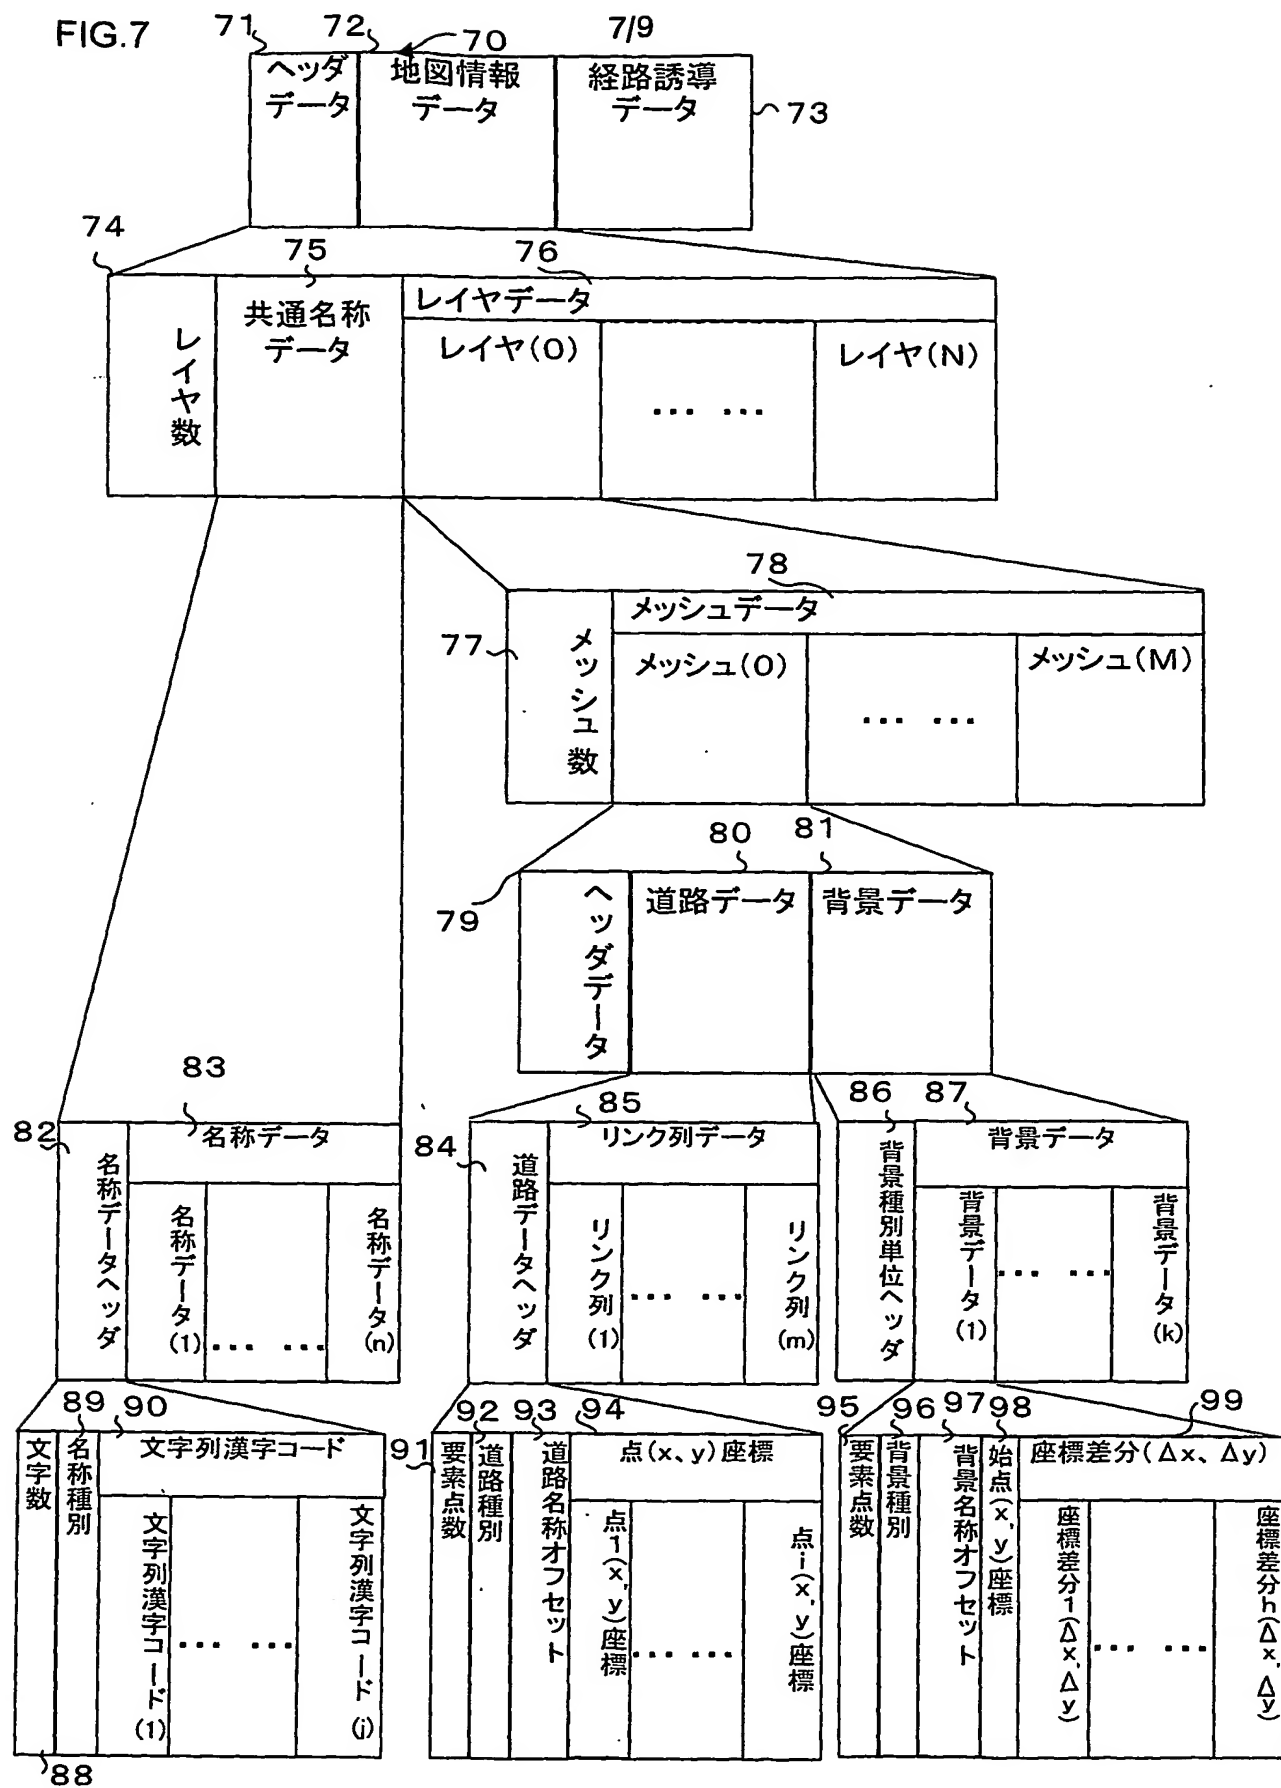 FIG.7
7/9
70
71
72
73
ヘッダ
データ
地図情報
データ
経路誘導
データ
74
75
76
レイヤ数
共通名称
データ
レイヤデータ
レイヤ(0)
… …
レイヤ(N)
77
78
メッシュ数
メッシュデータ
メッシュ(0)
… …
メッシュ(M)
79
80
81
ヘッダデータ
道路データ
背景データ
82
83
名称データヘッダ
名称データ
名称データ(1)
… …
名称データ(n)
84
85
道路データヘッダ
リンク列データ
リンク列(1)
… …
リンク列(m)
86
87
背景種別単位ヘッダ
背景データ
背景データ(1)
… …
背景データ(k)
88
89
90
文字数
名称種別
文字列漢字コード
文字列漢字コード(1)
… …
文字列漢字コード(j)
91
92
93
94
要素点数
道路種別
道路名称オフセット
点(x、y)座標
点1(x,y)座標
… …
点i(x,y)座標
95
96
97
98
99
要素点数
背景種別
背景名称オフセット
始点(x,y)座標
座標差分(Δx、Δy)
座標差分1(Δx,Δy)
… …
座標差分h(Δx,Δy)